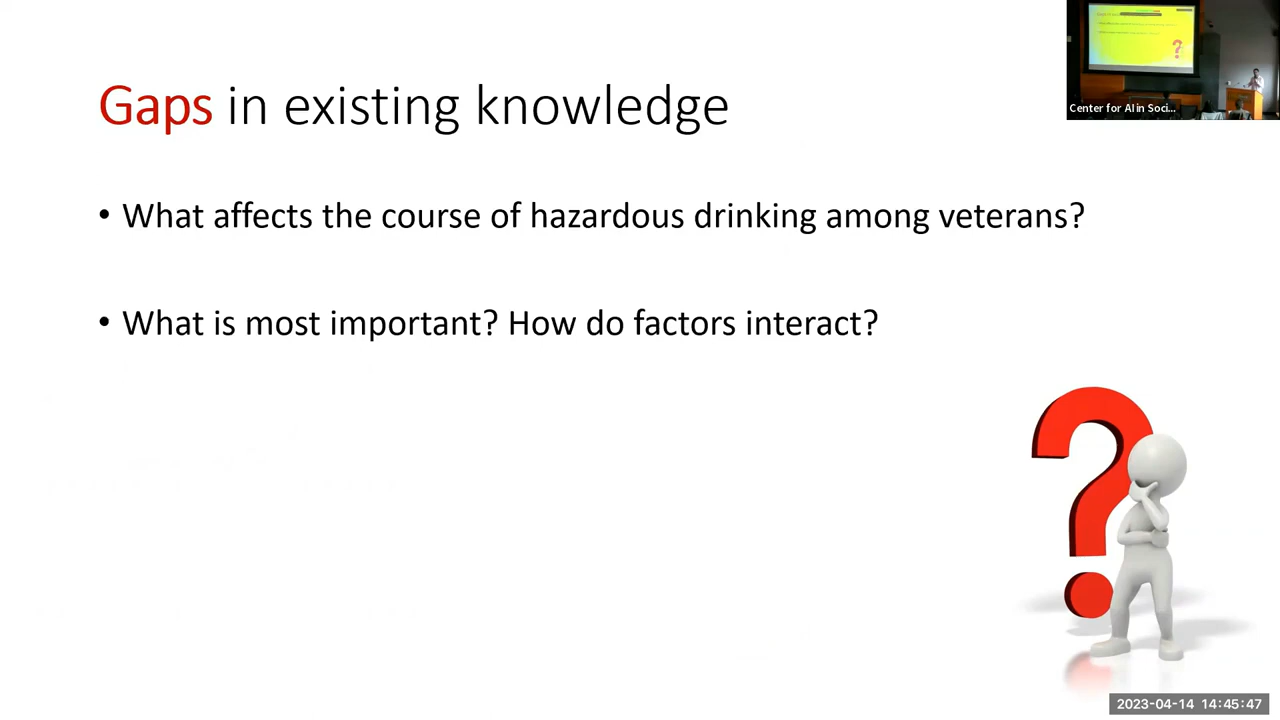 Gaps in existing knowledge
Center for AI in Soci...
• What affects the course of hazardous drinking among veterans?
• What is most important? How do factors interact?
2023-04-14 14:45:47